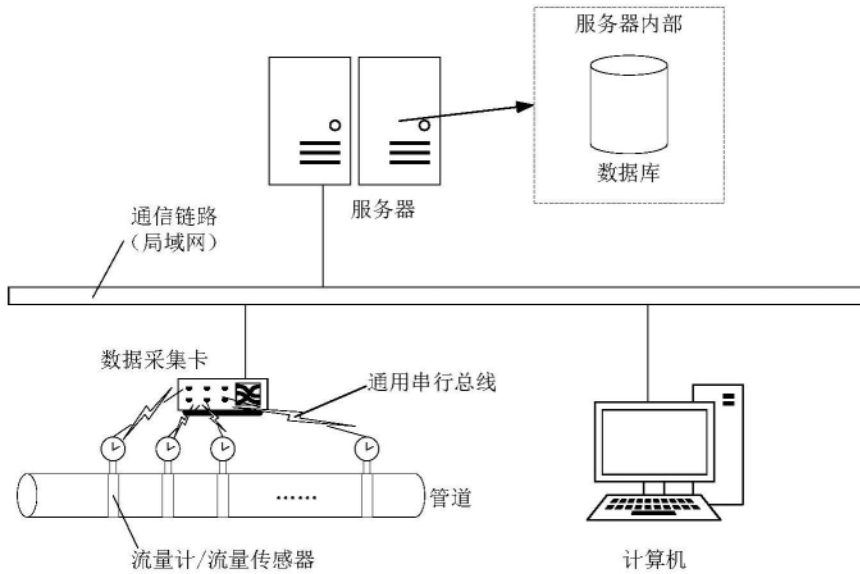 服务器内部
数据库
服务器
通信链路
（局域网）
数据采集卡
通用串行总线
......
管道
流量计/流量传感器
计算机